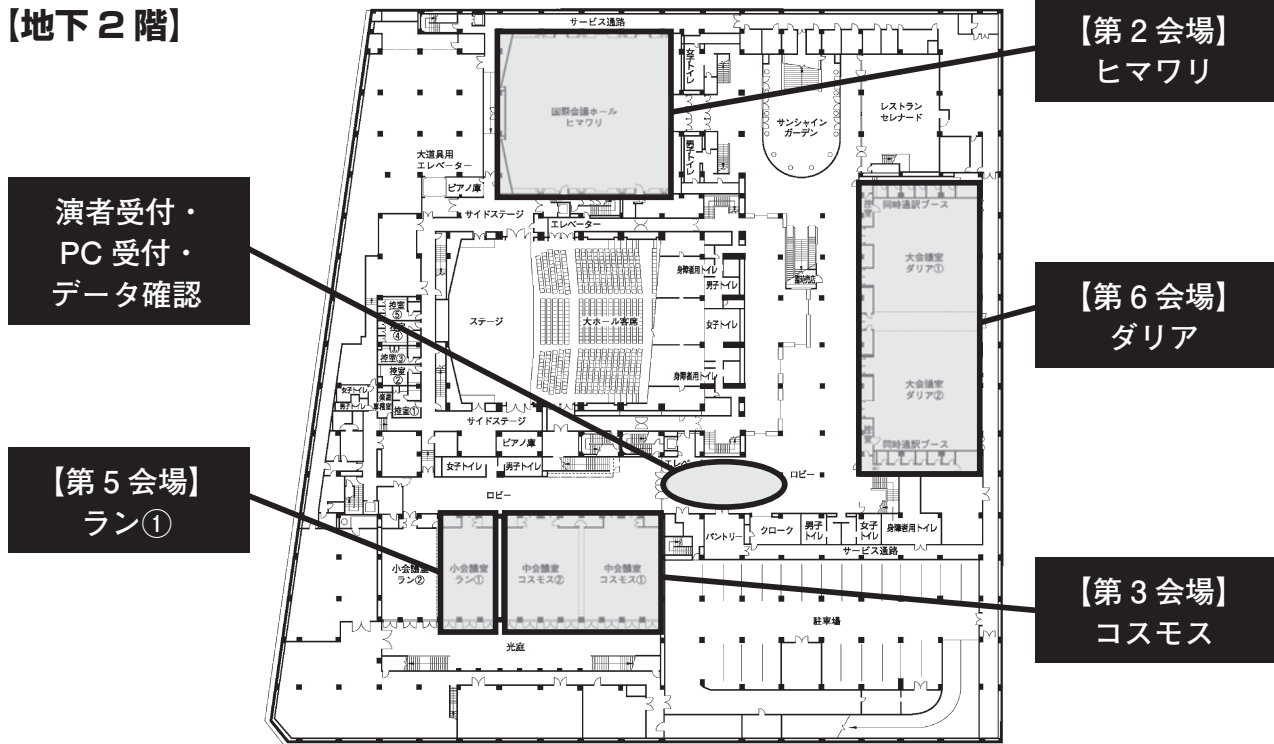 【地下2階】
サービス通路
【第2会場】
ヒマワリ
女子トイレ
国際会議ホール
ヒマワリ
サンシャイン
ガーデン
レストラン
セレナード
男子トイレ
大道具用
エレベーター
ピアノ庫
サイドステージ
エレベーター
控室
同時通訳ブース
演者受付・
PC 受付・
データ確認
大会議室
ダリア①
身障者用トイレ
男子トイレ
【第6会場】
ダリア
控室
⑤
控室
④
控室③
控室
②
控室①
ステージ
大ホール客席
女子トイレ
身障者用トイレ
大会議室
ダリア②
女子トイレ
男子トイレ
楽屋
事務室
サイドステージ
ピアノ庫
女子トイレ
男子トイレ
控室
同時通訳ブース
エレベ
ロビー
【第5会場】
ラン①
ロビー
パントリー
クローク
男子
トイレ
女子
トイレ
身障者用トイレ
サービス通路
小会議室
ラン②
小会議室
ラン①
中会議室
コスモス②
中会議室
コスモス①
【第3会場】
コスモス
駐車場
光庭